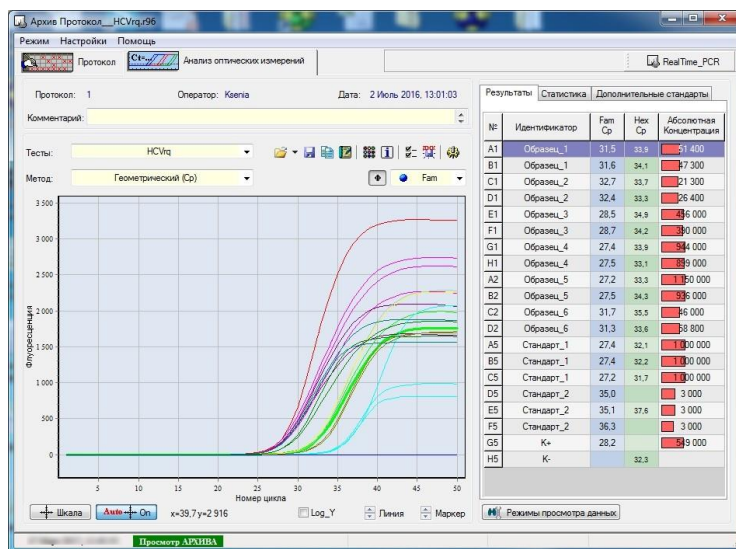 Архив Протокол__HCVrq.r96
Режим Настройки Помощь
Протокол
Ct=...
Анализ оптических измерений
RealTime_PCR
Протокол: 1 Оператор: Ksenia Дата: 2 Июль 2016, 13:01:03
Комментарий:
Тесты: HCVrq
Метод: Геометрический (Cp) Fam
3 500
3 000
2 500
2 000
1 500
1 000
500
0
Флуоресценция
5 10 15 20 25 30 35 40 45 50
Номер цикла
Шкала Auto On x=39,7 y=2 916 Log_Y Линия Маркер
Результаты Статистика Дополнительные стандарты
№ Идентификатор Fam Cp Hex Cp Абсолютная Концентрация
A1 Образец_1 31,5 33,9 51 400
B1 Образец_1 31,6 34,1 47 300
C1 Образец_2 32,7 33,7 21 300
D1 Образец_2 32,4 33,3 26 400
E1 Образец_3 28,5 34,9 456 000
F1 Образец_3 28,7 34,2 390 000
G1 Образец_4 27,4 33,9 944 000
H1 Образец_4 27,5 33,1 899 000
A2 Образец_5 27,2 33,3 1 150 000
B2 Образец_5 27,5 34,3 936 000
C2 Образец_6 31,7 35,5 46 000
D2 Образец_6 31,3 33,6 58 800
A5 Стандарт_1 27,4 32,1 1 000 000
B5 Стандарт_1 27,4 32,2 1 000 000
C5 Стандарт_1 27,2 31,7 1 000 000
D5 Стандарт_2 35,0 3 000
E5 Стандарт_2 35,1 37,6 3 000
F5 Стандарт_2 36,3 3 000
G5 K+ 28,2 549 000
H5 K- 32,3
Режимы просмотра данных
Просмотр АРХИВА